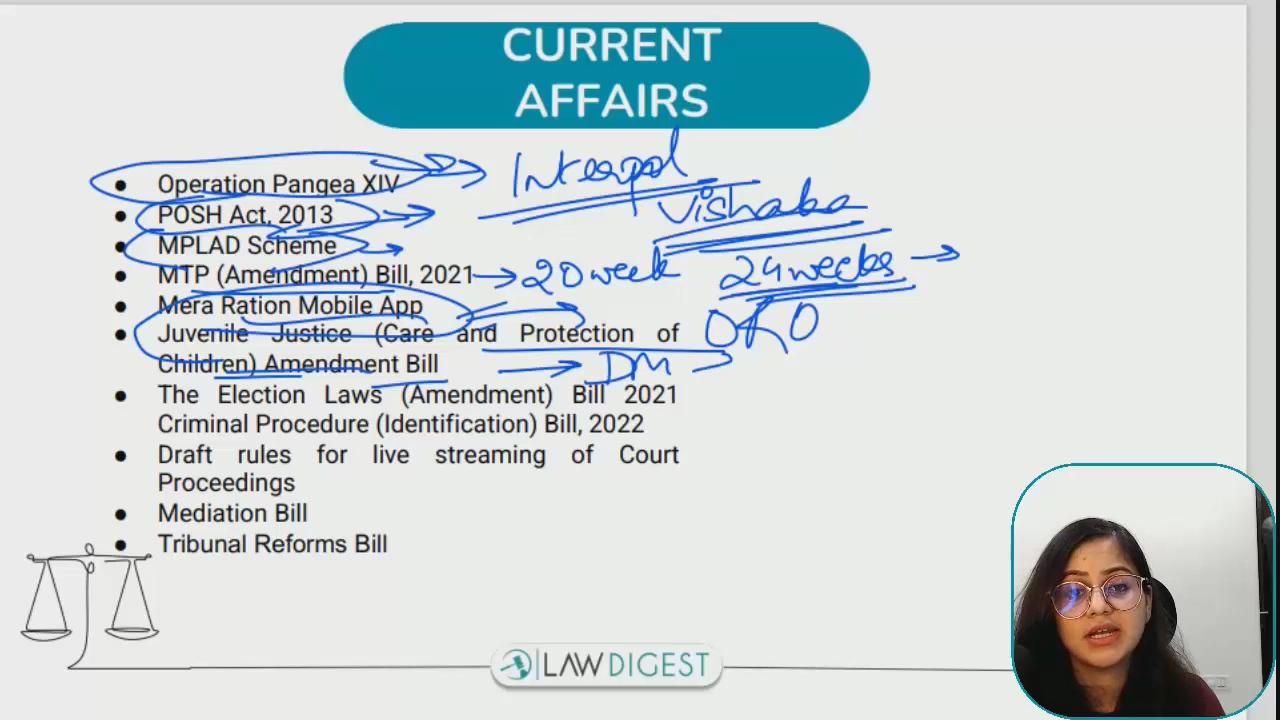 CURRENT
AFFAIRS
● Operation Pangea XIV Interpol
● POSH Act, 2013 Vishaka
● MPLAD Scheme
● MTP (Amendment) Bill, 2021 → 20 week 24 weeks →
● Mera Ration Mobile App
● Juvenile Justice (Care and Protection of
Children) Amendment Bill → DM
● The Election Laws (Amendment) Bill 2021
Criminal Procedure (Identification) Bill, 2022
● Draft rules for live streaming of Court
Proceedings
● Mediation Bill
● Tribunal Reforms Bill
LAWDIGEST